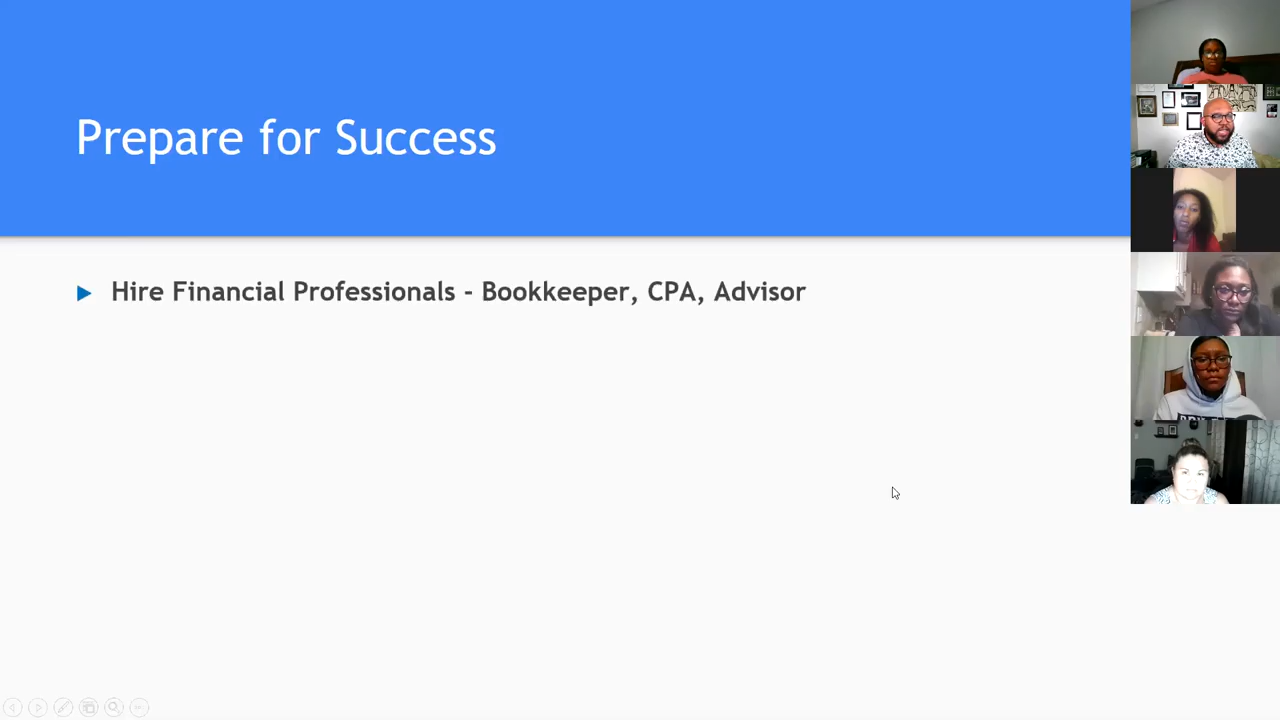 Prepare for Success
Hire Financial Professionals - Bookkeeper, CPA, Advisor